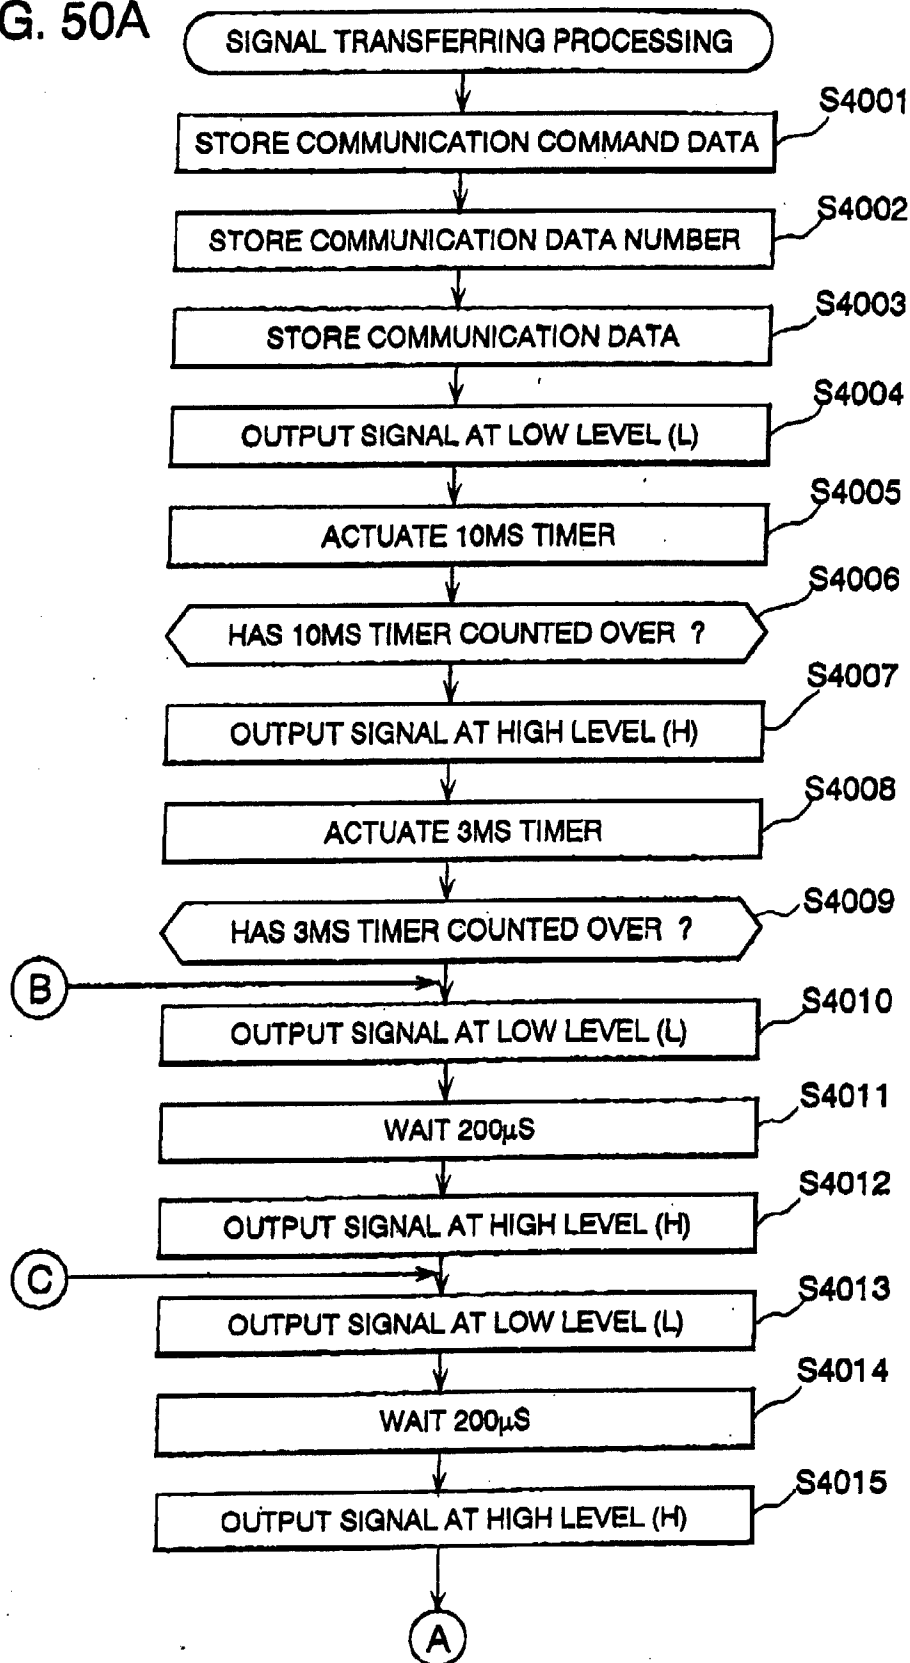 G. 50A
SIGNAL TRANSFERRING PROCESSING
S4001
STORE COMMUNICATION COMMAND DATA
S4002
STORE COMMUNICATION DATA NUMBER
S4003
STORE COMMUNICATION DATA
S4004
OUTPUT SIGNAL AT LOW LEVEL (L)
S4005
ACTUATE 10MS TIMER
S4006
HAS 10MS TIMER COUNTED OVER ?
S4007
OUTPUT SIGNAL AT HIGH LEVEL (H)
S4008
ACTUATE 3MS TIMER
S4009
HAS 3MS TIMER COUNTED OVER ?
B
S4010
OUTPUT SIGNAL AT LOW LEVEL (L)
S4011
WAIT 200µS
S4012
OUTPUT SIGNAL AT HIGH LEVEL (H)
C
S4013
OUTPUT SIGNAL AT LOW LEVEL (L)
S4014
WAIT 200µS
S4015
OUTPUT SIGNAL AT HIGH LEVEL (H)
A